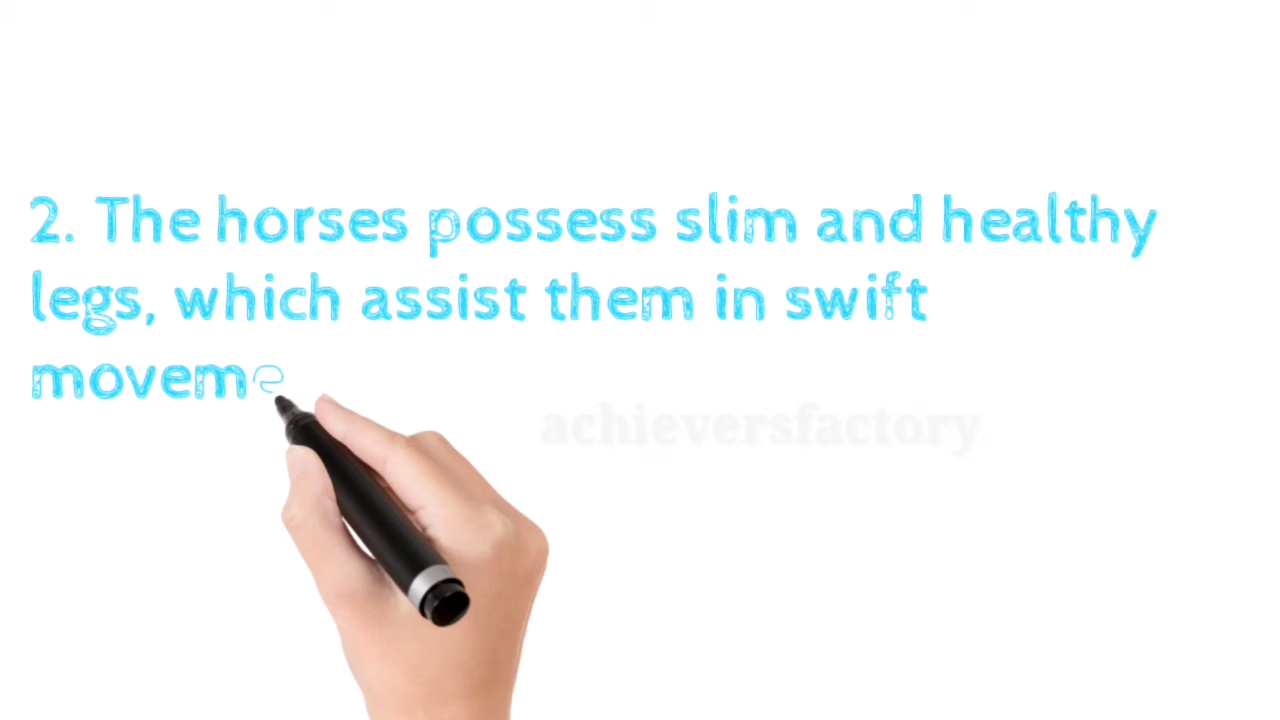 2. The horses possess slim and healthy
legs, which assist them in swift
moveme
achieversfactory